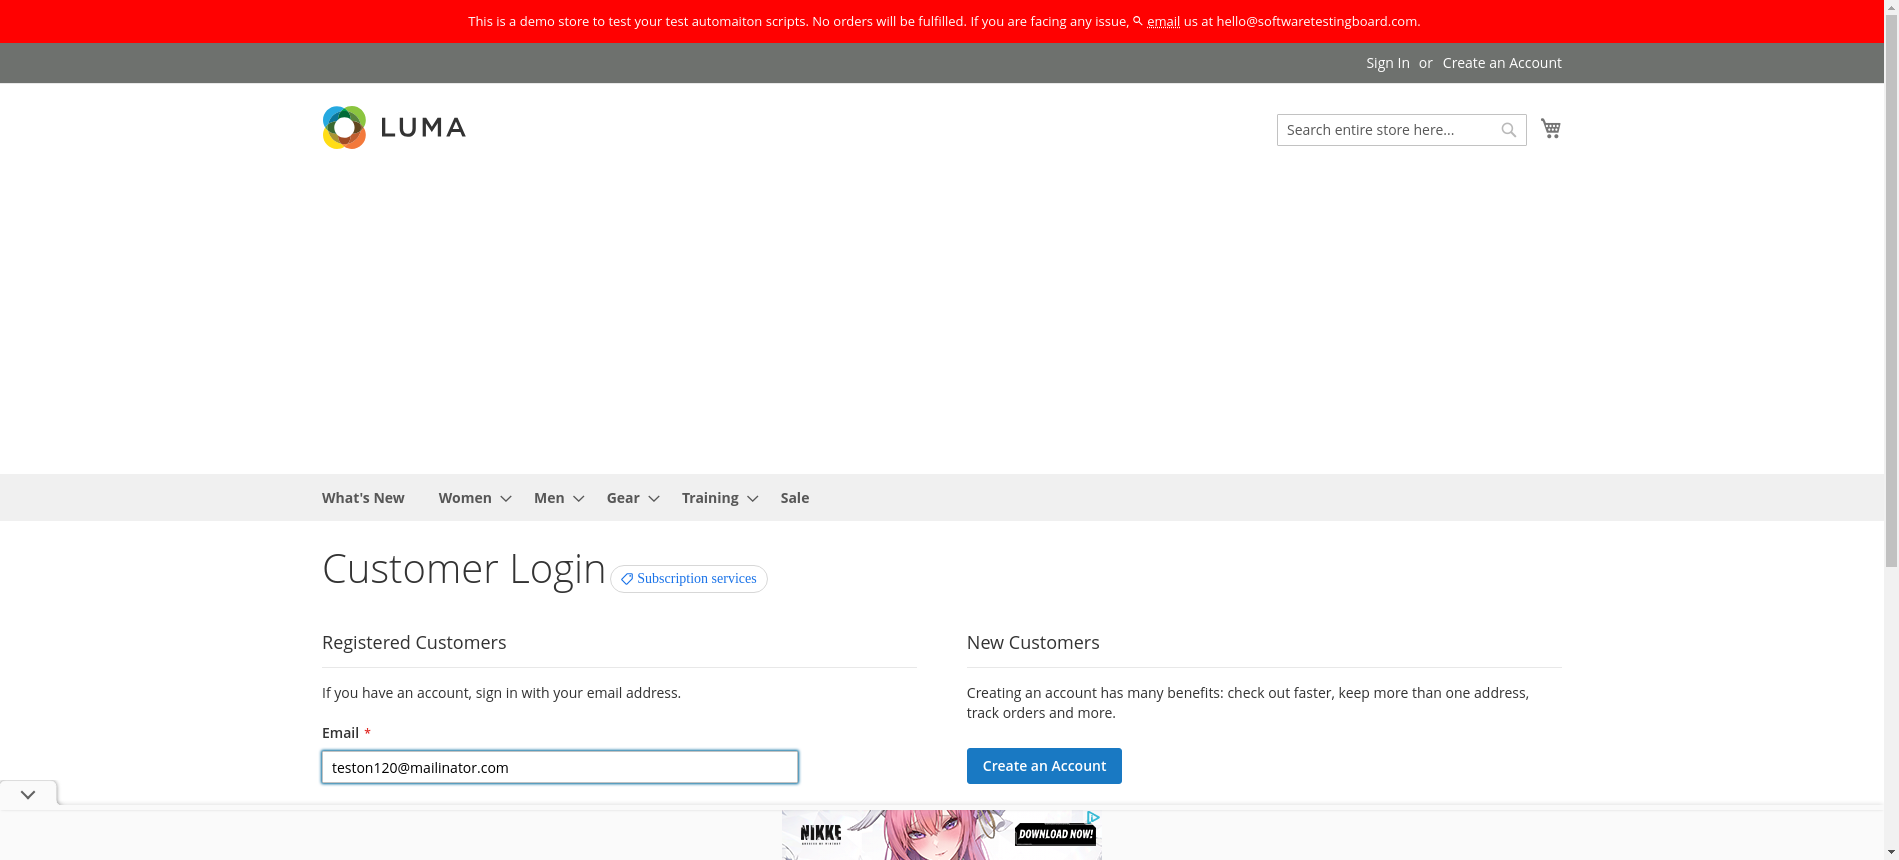 This is a demo store to test your test automaiton scripts. No orders will be fulfilled. If you are facing any issue, email us at hello@softwaretestingboard.com.
Sign In or Create an Account
LUMA
Search entire store here...
What's New Women Men Gear Training Sale
Customer Login Subscription services
Registered Customers
If you have an account, sign in with your email address.
Email *
teston120@mailinator.com
New Customers
Creating an account has many benefits: check out faster, keep more than one address,
track orders and more.
Create an Account
NIKKE
DOWNLOAD NOW!